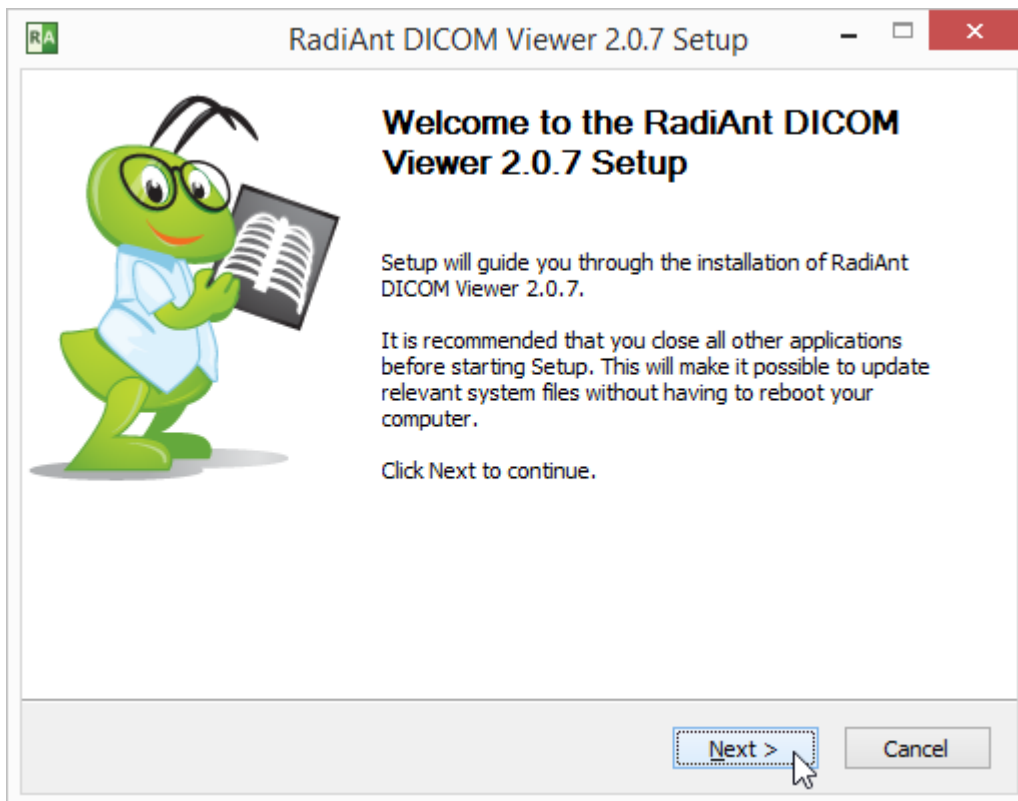 RA
RadiAnt DICOM Viewer 2.0.7 Setup
Welcome to the RadiAnt DICOM
Viewer 2.0.7 Setup
Setup will guide you through the installation of RadiAnt
DICOM Viewer 2.0.7.
It is recommended that you close all other applications
before starting Setup. This will make it possible to update
relevant system files without having to reboot your
computer.
Click Next to continue.
Next >
Cancel